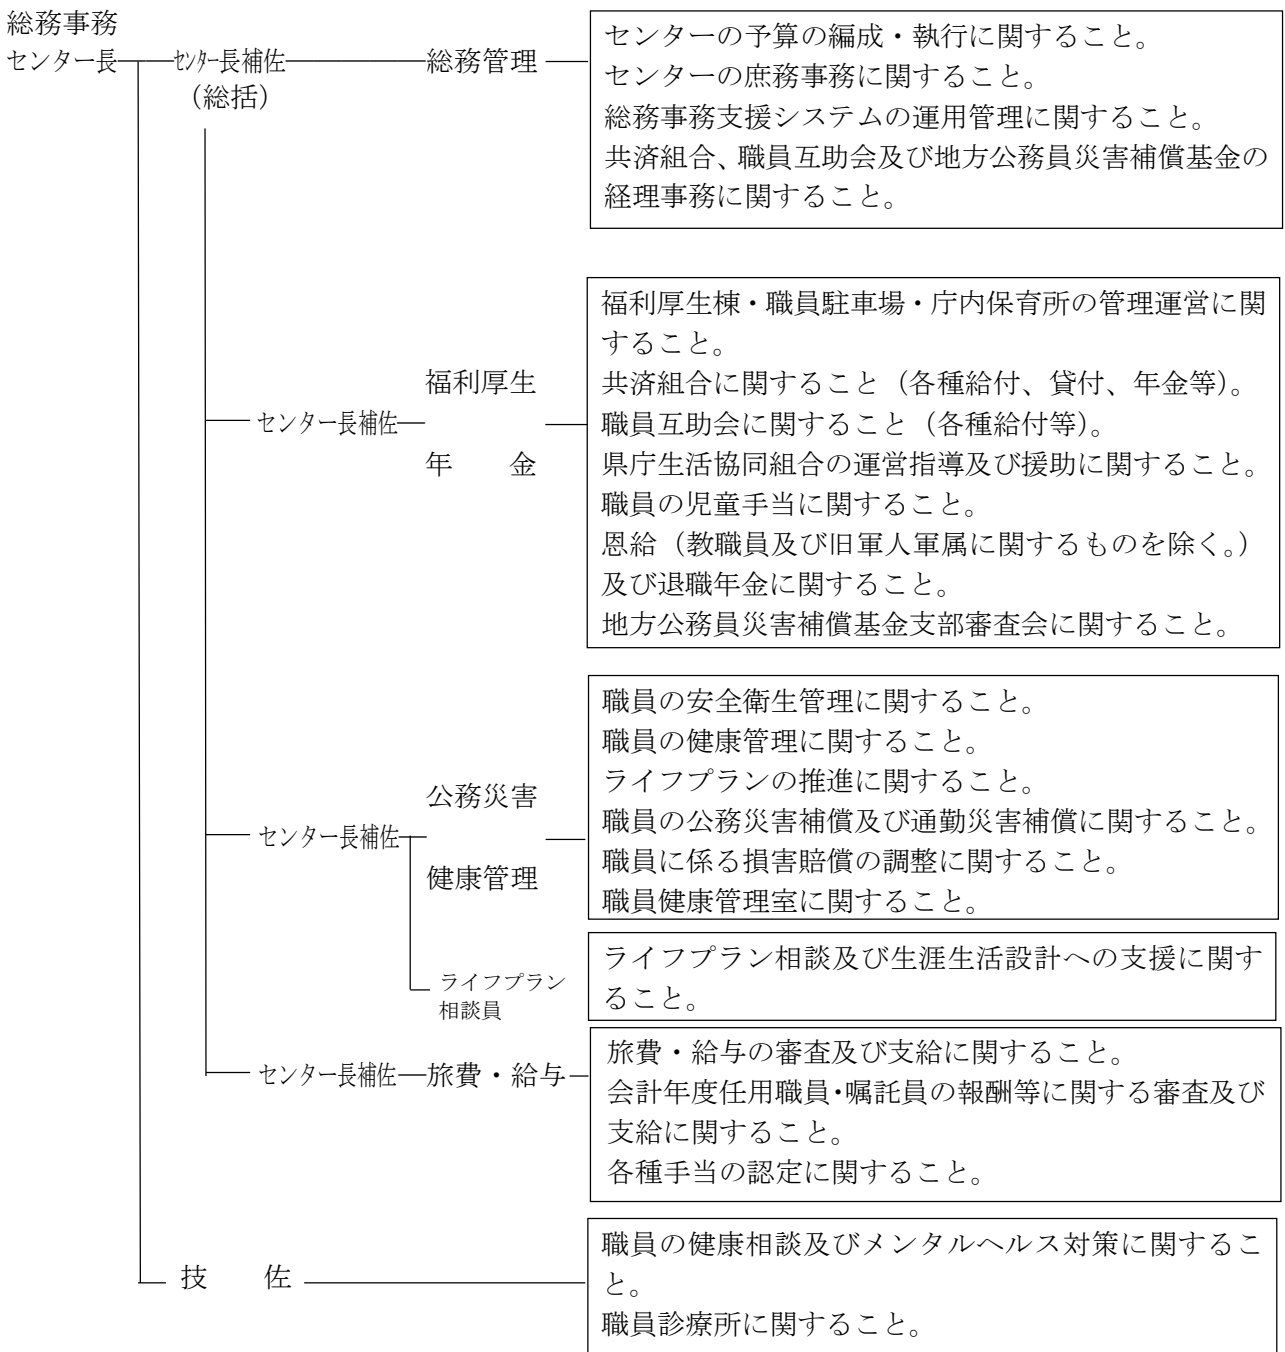 総務事務
センター長 センター長補佐 総務管理
(総括)
センターの予算の編成・執行に関すること。
センターの庶務事務に関すること。
総務事務支援システムの運用管理に関すること。
共済組合、職員互助会及び地方公務員災害補償基金の
経理事務に関すること。
センター長補佐
福利厚生
年　　金
福利厚生棟・職員駐車場・庁内保育所の管理運営に関
すること。
共済組合に関すること（各種給付、貸付、年金等）。
職員互助会に関すること（各種給付等）。
県庁生活協同組合の運営指導及び援助に関すること。
職員の児童手当に関すること。
恩給（教職員及び旧軍人軍属に関するものを除く。）
及び退職年金に関すること。
地方公務員災害補償基金支部審査会に関すること。
センター長補佐
公務災害
健康管理
職員の安全衛生管理に関すること。
職員の健康管理に関すること。
ライフプランの推進に関すること。
職員の公務災害補償及び通勤災害補償に関すること。
職員に係る損害賠償の調整に関すること。
職員健康管理室に関すること。
ライフプラン
相談員
ライフプラン相談及び生涯生活設計への支援に関す
ること。
センター長補佐 旅費・給与
旅費・給与の審査及び支給に関すること。
会計年度任用職員・嘱託員の報酬等に関する審査及び
支給に関すること。
各種手当の認定に関すること。
技　　佐
職員の健康相談及びメンタルヘルス対策に関するこ
と。
職員診療所に関すること。